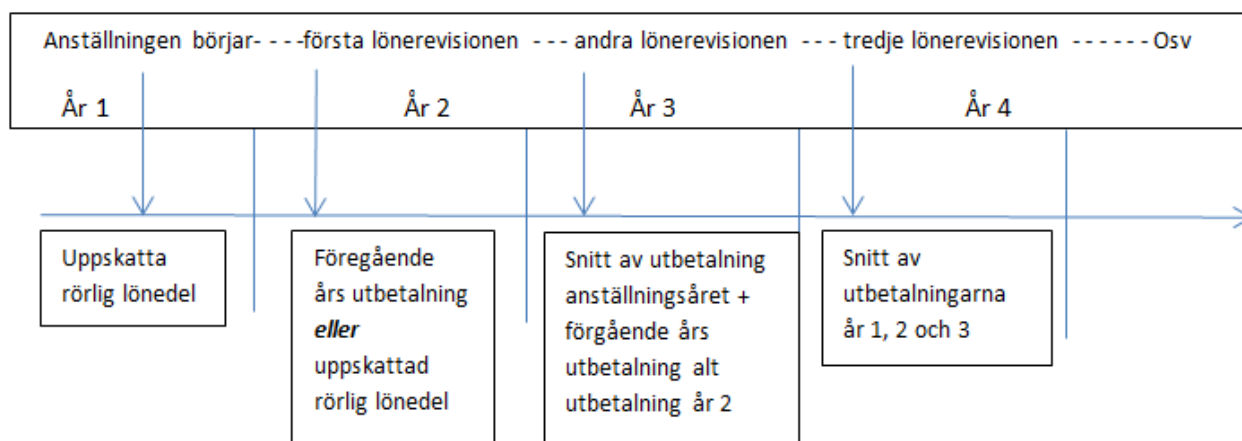 Anställningen börjar- - - -första lönerevisionen - - - andra lönerevisionen - - - tredje lönerevisionen - - - - - - Osv
År 1 År 2 År 3 År 4
Uppskatta
rörlig lönedel
Föregående
års utbetalning
eller
uppskattad
rörlig lönedel
Snitt av utbetalning
anställningsåret +
förgående års
utbetalning alt
utbetalning år 2
Snitt av
utbetalningarna
år 1, 2 och 3